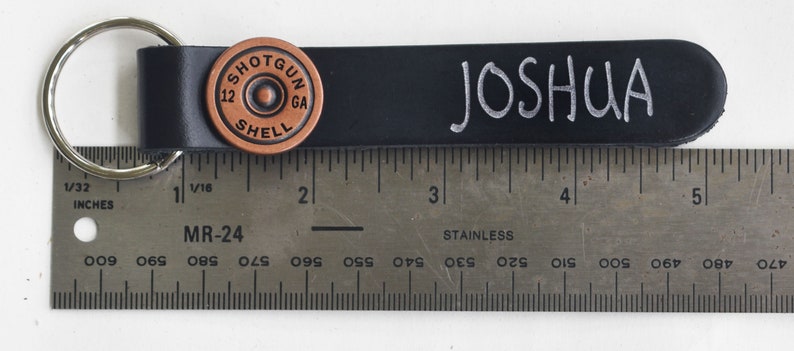 SHOTGUN
12 GA
SHELL
JOSHUA
1/32 1 1/16 2 3 4 5
INCHES
MR-24 STAINLESS
600 590 580 570 560 550 540 530 520 510 500 490 480 470